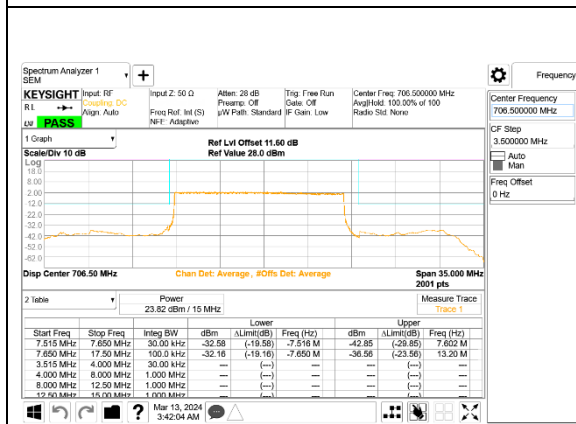 Spectrum Analyzer 1
SEM
+
Frequency
KEYSIGHT Input: RF Input Z: 50 Ω Atten: 28 dB Trig: Free Run Center Freq: 706.500000 MHz
R L Coupling: DC Preamp: Off Gate: Off Avg|Hold: 100.00% of 100
Align: Auto Freq Ref: Int (S) µW Path: Standard IF Gain: Low Radio Std: None
PASS NFE: Adaptive
Center Frequency
706.500000 MHz
CF Step
3.500000 MHz
Auto
Man
Freq Offset
0 Hz
1 Graph
Ref Lvl Offset 11.60 dB
Scale/Div 10 dB Ref Value 28.0 dBm
Log
18.0
8.00
-2.00
-12.0
-22.0
-32.0
-42.0
-52.0
-62.0
Disp Center 706.50 MHz Chan Det: Average , #Offs Det: Average Span 35.000 MHz
2001 pts
2 Table Power Measure Trace
23.82 dBm / 15 MHz Trace 1
Lower Upper
Start Freq Stop Freq Integ BW dBm ΔLimit(dB) Freq (Hz) dBm ΔLimit(dB) Freq (Hz)
7.515 MHz 7.650 MHz 30.00 kHz -32.58 (-19.58) -7.516 M -42.85 (-29.85) 7.602 M
7.650 MHz 17.50 MHz 100.0 kHz -32.16 (-19.16) -7.650 M -36.56 (-23.56) 13.20 M
3.515 MHz 4.000 MHz 30.00 kHz --- (---) --- --- (---) ---
4.000 MHz 8.000 MHz 1.000 MHz --- (---) --- --- (---) ---
8.000 MHz 12.50 MHz 1.000 MHz --- (---) --- --- (---) ---
12.50 MHz 15.00 MHz 1.000 MHz --- (---) --- --- (---) ---
? Mar 13, 2024
3:42:04 AM